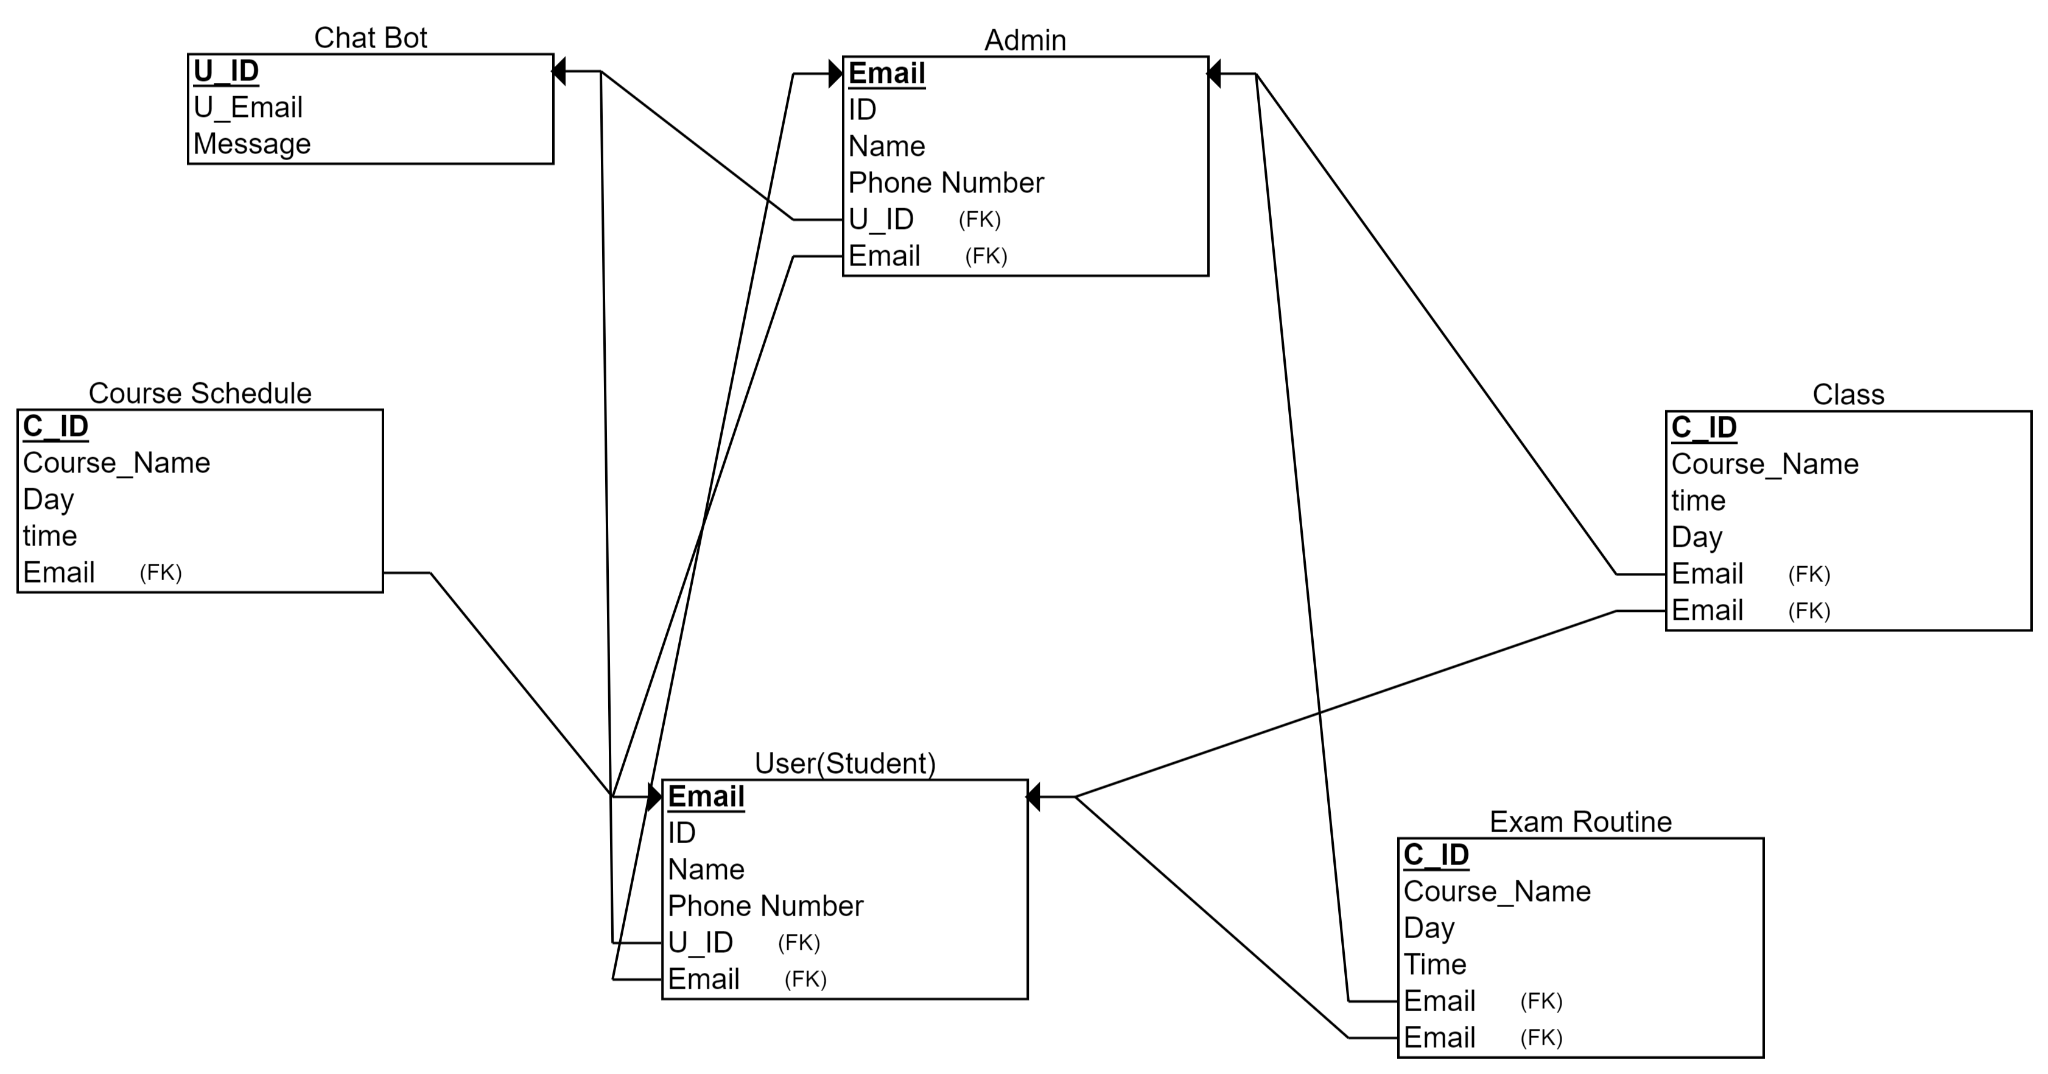 Chat Bot
U_ID
U_Email
Message
Admin
Email
ID
Name
Phone Number
U_ID (FK)
Email (FK)
Course Schedule
C_ID
Course_Name
Day
time
Email (FK)
Class
C_ID
Course_Name
time
Day
Email (FK)
Email (FK)
User(Student)
Email
ID
Name
Phone Number
U_ID (FK)
Email (FK)
Exam Routine
C_ID
Course_Name
Day
Time
Email (FK)
Email (FK)